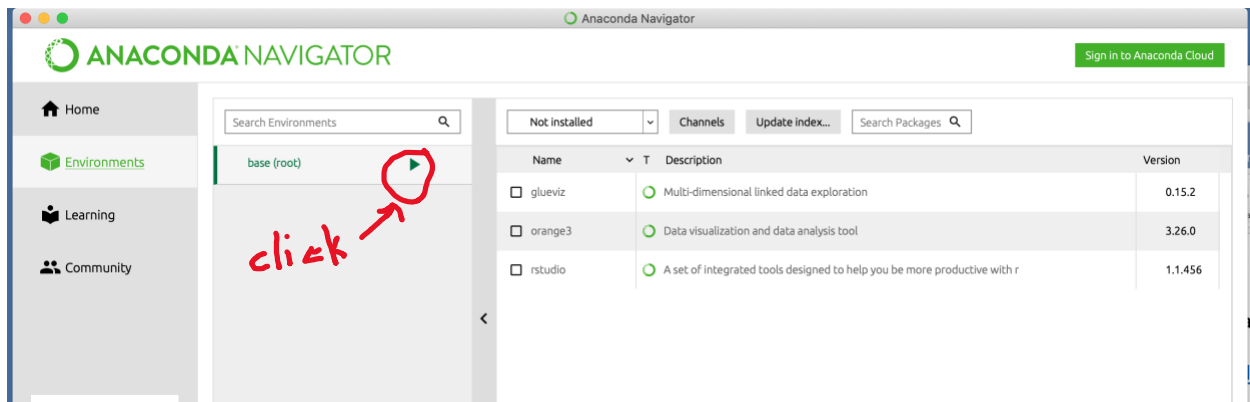 Anaconda Navigator
ANACONDA NAVIGATOR
Sign in to Anaconda Cloud
Home
Environments
Learning
Community
Search Environments
base (root)
click
Not installed
Channels
Update index...
Search Packages
Name
T
Description
Version
glueviz
Multi-dimensional linked data exploration
0.15.2
orange3
Data visualization and data analysis tool
3.26.0
rstudio
A set of integrated tools designed to help you be more productive with r
1.1.456